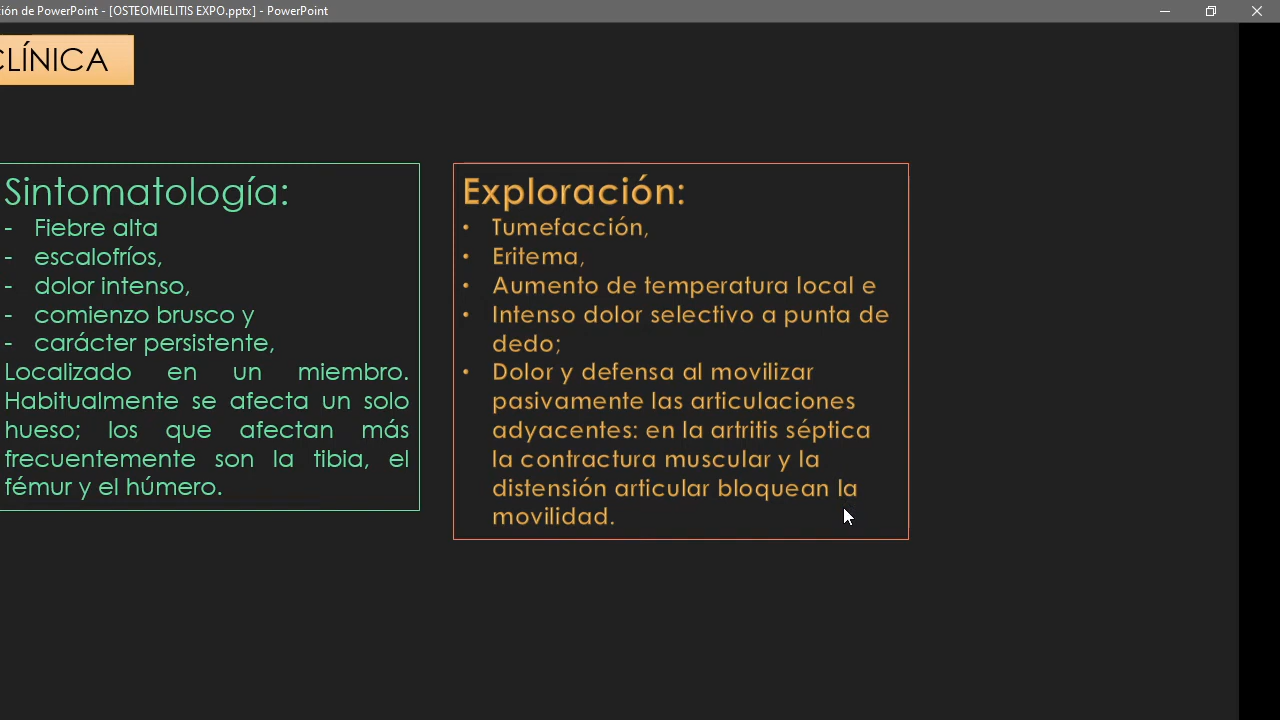 ión de PowerPoint - [OSTEOMIELITIS EXPO.pptx] - PowerPoint
CLÍNICA
Sintomatología:
- Fiebre alta
- escalofríos,
- dolor intenso,
- comienzo brusco y
- carácter persistente,
Localizado en un miembro.
Habitualmente se afecta un solo
hueso; los que afectan más
frecuentemente son la tibia, el
fémur y el húmero.
Exploración:
• Tumefacción,
• Eritema,
• Aumento de temperatura local e
• Intenso dolor selectivo a punta de
dedo;
• Dolor y defensa al movilizar
pasivamente las articulaciones
adyacentes: en la artritis séptica
la contractura muscular y la
distensión articular bloquean la
movilidad.